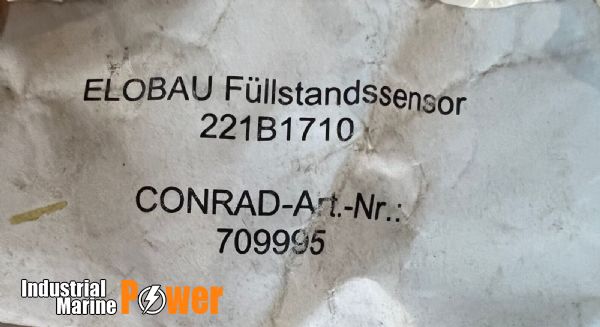 ELOBAU Füllstandssensor
221B1710
CONRAD-Art.-Nr.:
709995
Industrial
Marine Power